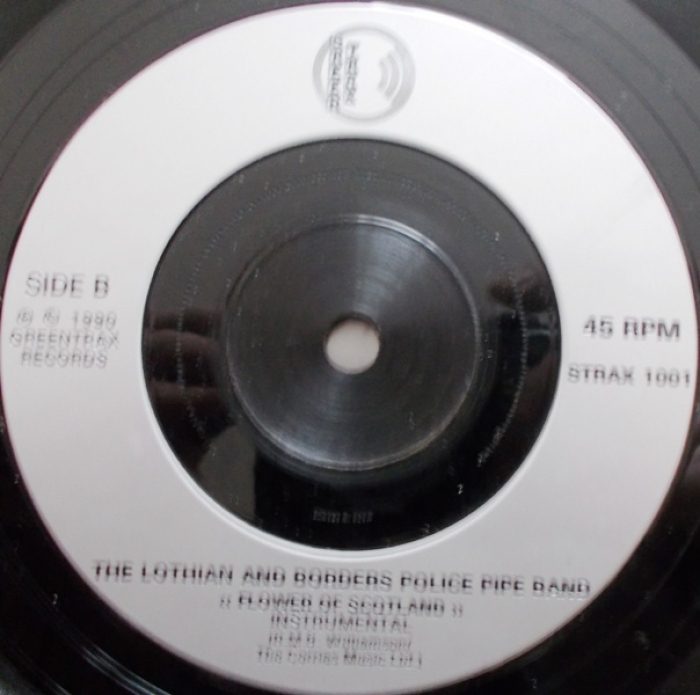 SIDE B
℗ © 1990
GREENTRAX
RECORDS
45 RPM
STRAX 1001
THE LOTHIAN AND BORDERS POLICE PIPE BAND
" FLOWER OF SCOTLAND "
INSTRUMENTAL
The Corries Music Ltd.)